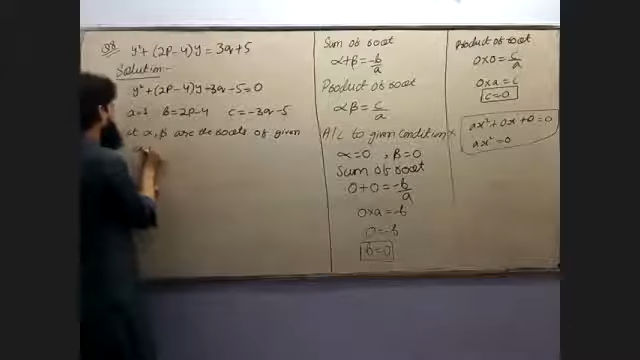 Q8 y² + (2P-4)y = 3q+5
Solution:-
y² + (2P-4)y - 3q - 5 = 0
a=1 b=2P-4 c=-3q-5
et α, β are the roots of given
Sum of root
α+β = -b/a
Product of root
αβ = c/a
A/C to given condition
α=0 , β=0
Sum of root
0+0 = -b/a
0×a = -b
0 = -b
b=0
Product of root
0×0 = c/a
0×a = c
c=0
ax²+0x+0=0
ax²=0